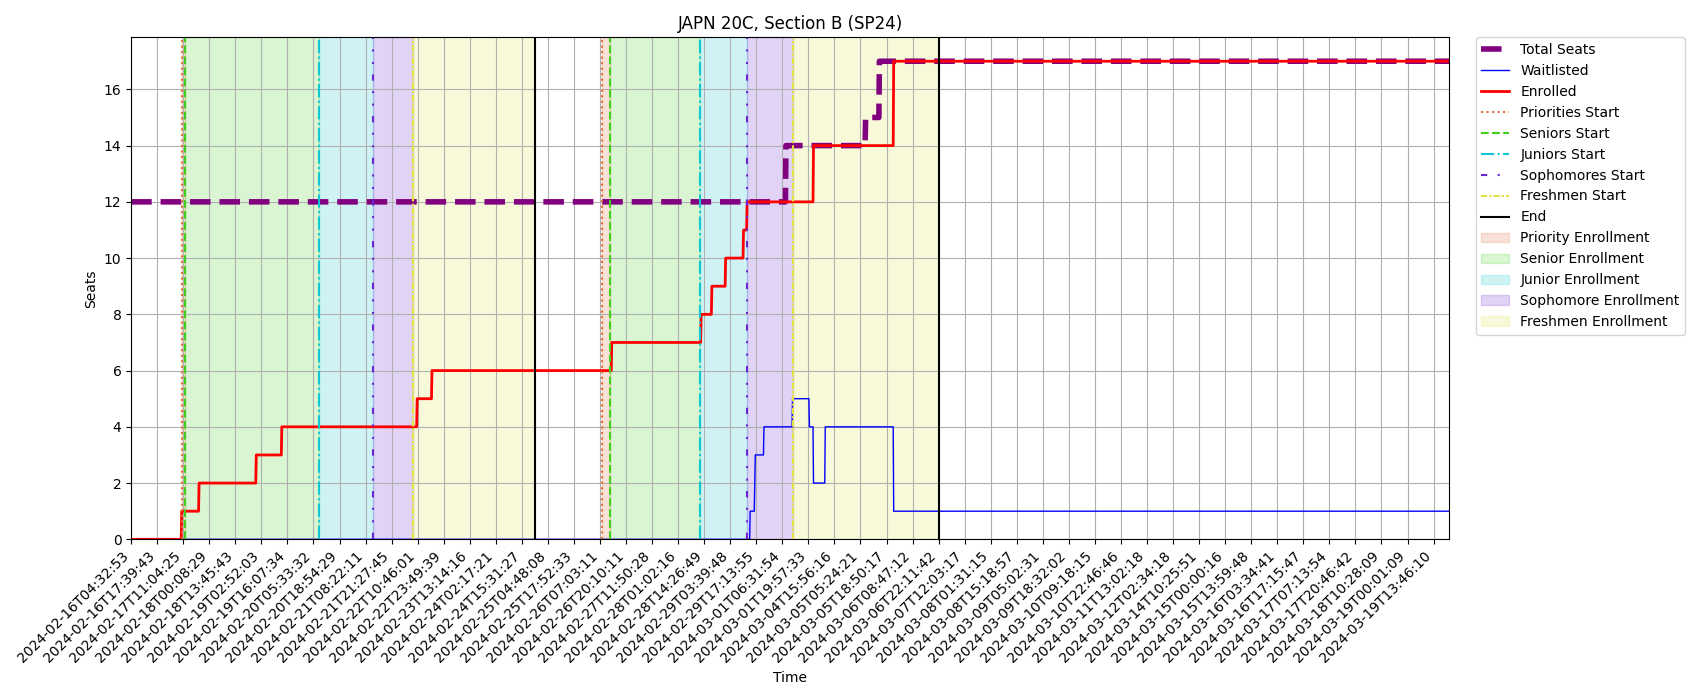 JAPN 20C, Section B (SP24)
Seats
16
14
12
10
8
6
4
2
0
2024-02-16T04:32:53
2024-02-16T17:39:43
2024-02-17T11:04:25
2024-02-18T00:08:29
2024-02-18T13:45:43
2024-02-19T02:52:03
2024-02-19T16:07:34
2024-02-20T05:33:32
2024-02-20T18:54:29
2024-02-21T08:22:11
2024-02-21T21:27:45
2024-02-22T10:46:01
2024-02-22T23:49:39
2024-02-23T13:14:16
2024-02-24T02:17:21
2024-02-24T15:31:27
2024-02-25T04:48:08
2024-02-25T17:52:33
2024-02-26T07:03:11
2024-02-26T20:10:11
2024-02-27T11:50:28
2024-02-28T01:02:16
2024-02-28T14:26:49
2024-02-29T03:39:48
2024-02-29T17:13:55
2024-03-01T06:31:54
2024-03-01T19:57:33
2024-03-04T15:56:16
2024-03-05T05:24:21
2024-03-05T18:50:17
2024-03-06T08:47:12
2024-03-06T22:11:42
2024-03-07T12:03:17
2024-03-08T01:31:15
2024-03-08T15:18:57
2024-03-09T05:02:31
2024-03-09T18:32:02
2024-03-10T09:18:15
2024-03-10T22:46:46
2024-03-11T13:02:18
2024-03-12T02:34:18
2024-03-14T10:25:51
2024-03-15T00:00:16
2024-03-15T13:59:48
2024-03-16T03:34:41
2024-03-16T17:15:47
2024-03-17T07:13:54
2024-03-17T20:46:42
2024-03-18T10:28:09
2024-03-19T00:01:09
2024-03-19T13:46:10
Time
Total Seats
Waitlisted
Enrolled
Priorities Start
Seniors Start
Juniors Start
Sophomores Start
Freshmen Start
End
Priority Enrollment
Senior Enrollment
Junior Enrollment
Sophomore Enrollment
Freshmen Enrollment